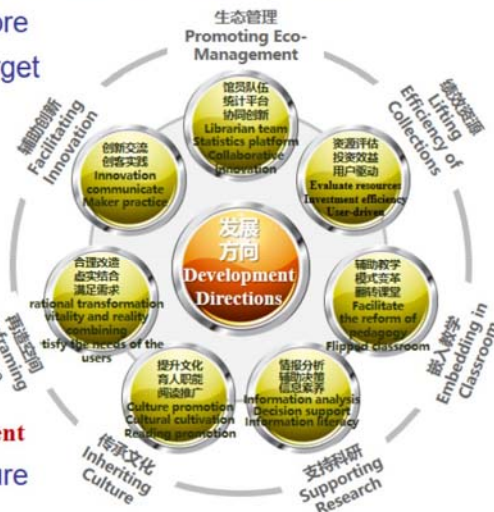 ore
rget
ent
ure
生态管理
Promoting Eco-
Management
绩效资源
Lifting
Efficiency of
Collections
嵌入教学
Embedding in
Classroom
支持科研
Supporting
Research
传承文化
Inheriting
Culture
再造空间
framing
辅助创新
Facilitating
Innovation
馆员队伍
统计平台
协同创新
Librarian team
Statistics platform
Collaborative
innovation
资源评估
投资效益
用户驱动
Evaluate resources
Investment efficiency
User-driven
辅助教学
模式变革
翻转课堂
Facilitate
the reform of
pedagogy
Flipped classroom
情报分析
辅助决策
信息素养
Information analysis
Decision support
Information literacy
提升文化
育人职能
阅读推广
Culture promotion
Cultural cultivation
Reading promotion
合理改造
虚实结合
满足需求
rational transformation
vitality and reality
combining
tisfy the needs of the
users
创新交流
创客实践
Innovation
communicate
Maker practice
发展
方向
Development
Directions